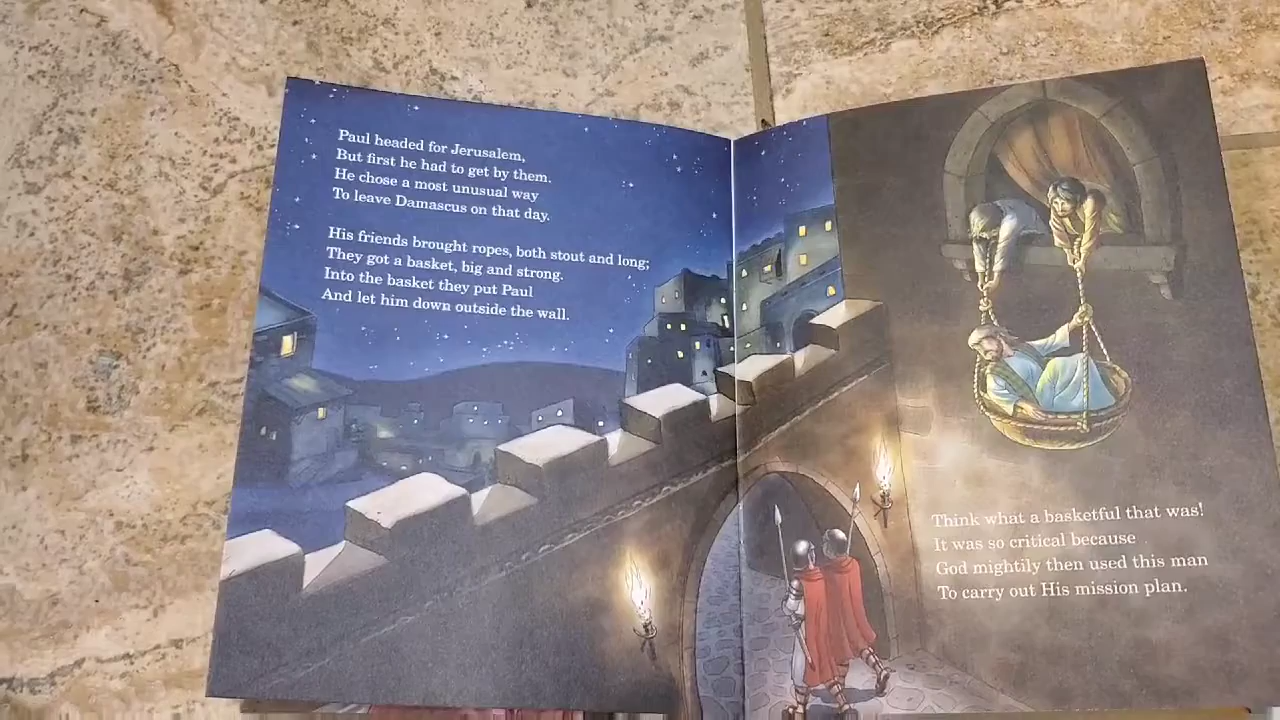 Paul headed for Jerusalem,
But first he had to get by them.
He chose a most unusual way
To leave Damascus on that day.
His friends brought ropes, both stout and long;
They got a basket, big and strong.
Into the basket they put Paul
And let him down outside the wall.
Think what a basketful that was!
It was so critical because
God mightily then used this man
To carry out His mission plan.